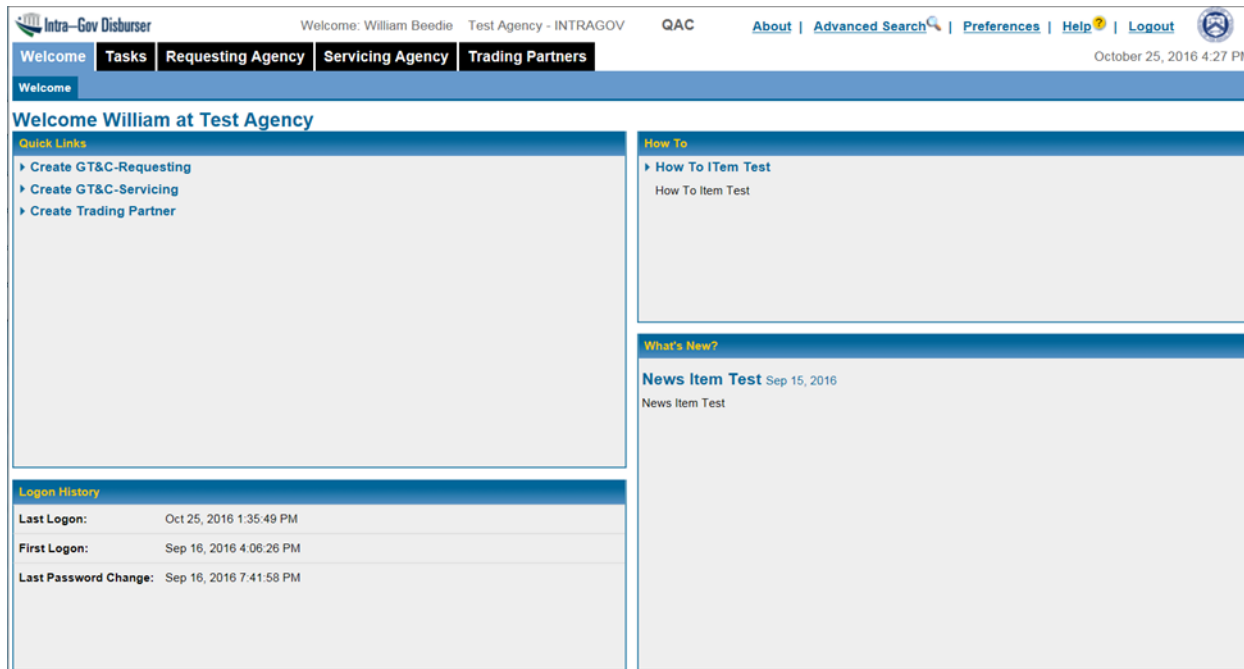 Intra-Gov Disburser Welcome: William Beedie Test Agency - INTRAGOV QAC About | Advanced Search | Preferences | Help ? | Logout
Welcome Tasks Requesting Agency Servicing Agency Trading Partners October 25, 2016 4:27 PM
Welcome
Welcome William at Test Agency
Quick Links
Create GT&C-Requesting
Create GT&C-Servicing
Create Trading Partner
How To
How To ITem Test
How To Item Test
What's New?
News Item Test Sep 15, 2016
News Item Test
Logon History
Last Logon: Oct 25, 2016 1:35:49 PM
First Logon: Sep 16, 2016 4:06:26 PM
Last Password Change: Sep 16, 2016 7:41:58 PM